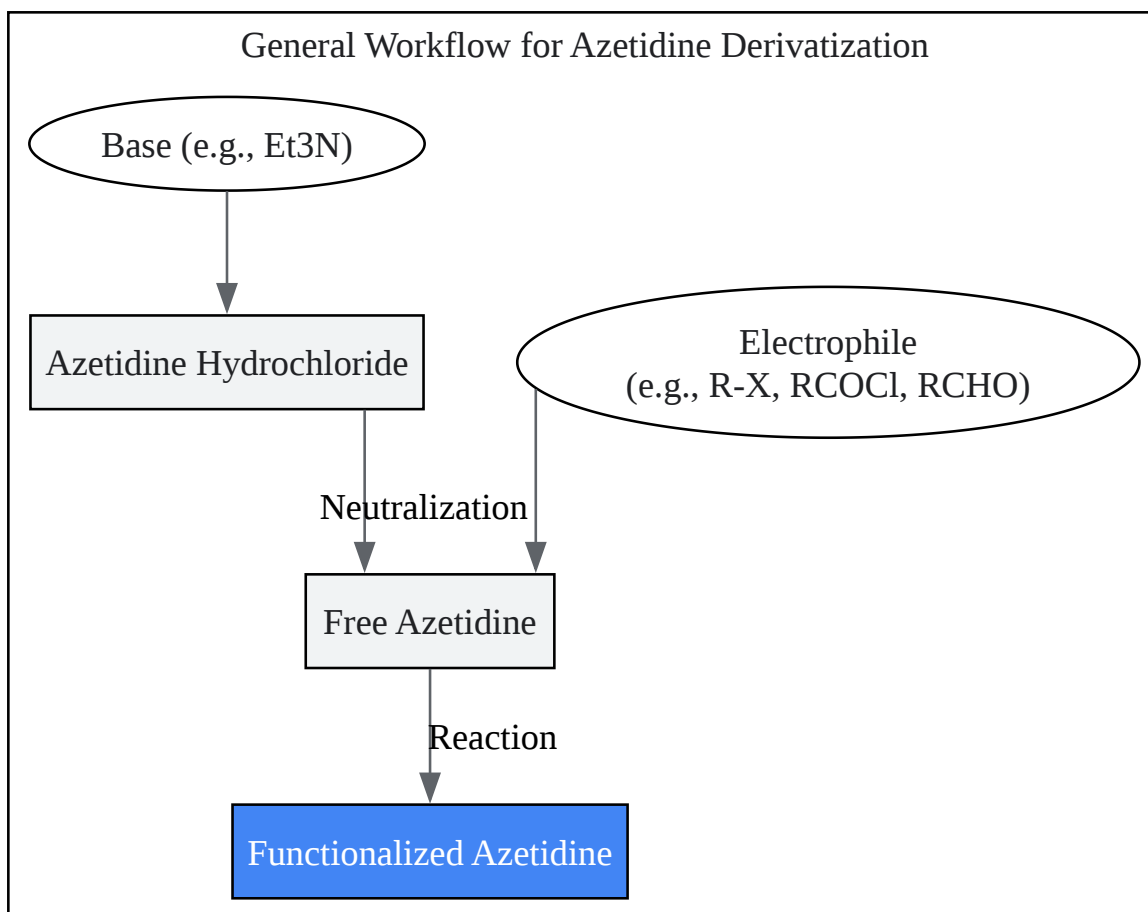 General Workflow for Azetidine Derivatization
Base (e.g., Et3N)
Azetidine Hydrochloride
Electrophile
(e.g., R-X, RCOCl, RCHO)
Neutralization
Free Azetidine
Reaction
Functionalized Azetidine